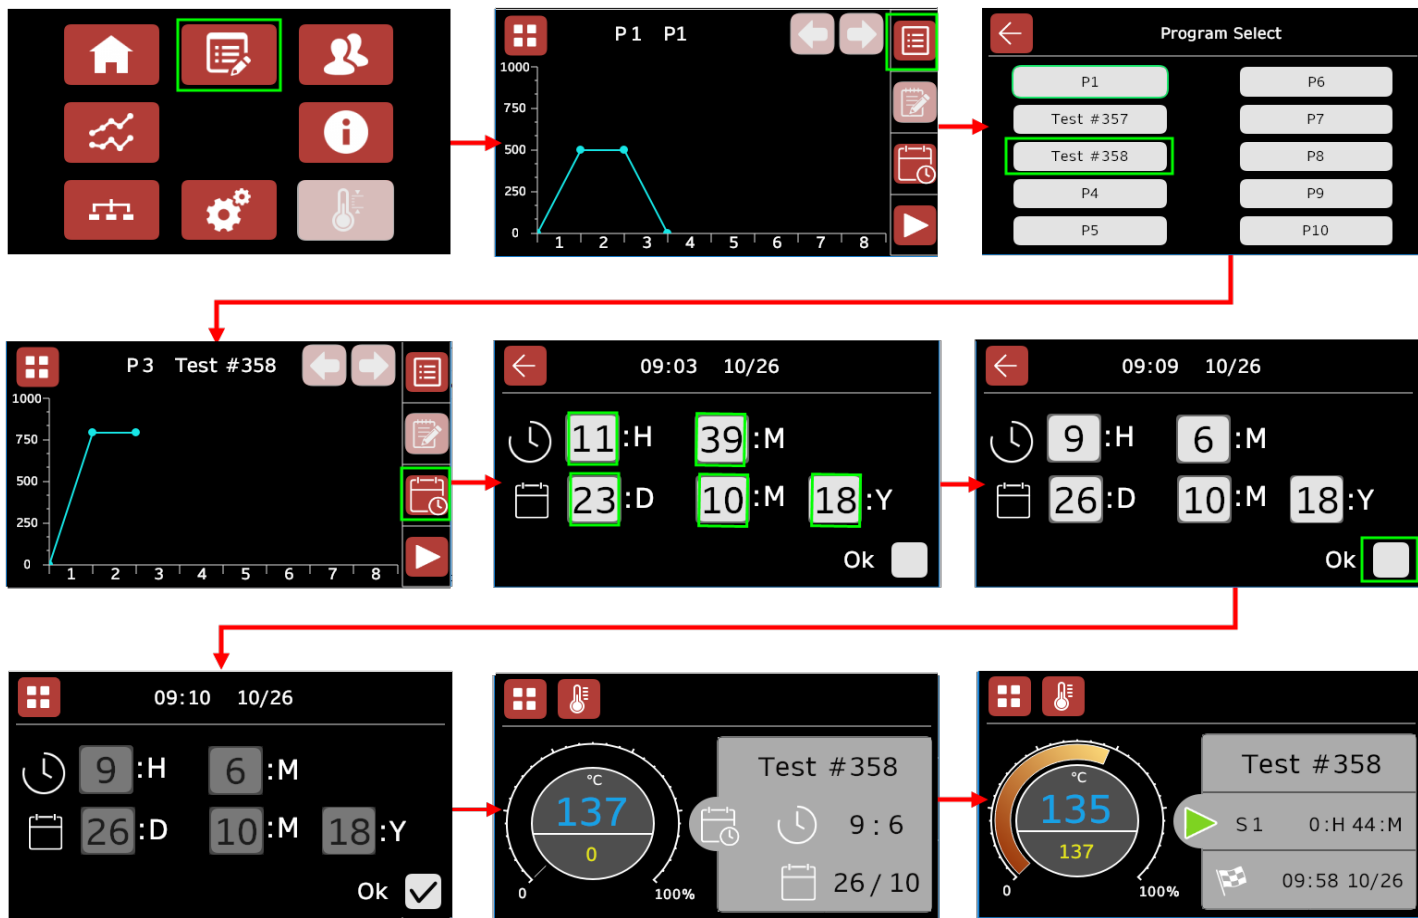 P 1 P1
1000
750
500
250
0
1 2 3 4 5 6 7 8
Program Select
P1
Test #357
Test #358
P4
P5
P6
P7
P8
P9
P10
P 3 Test #358
1000
750
500
250
0
1 2 3 4 5 6 7 8
09:03 10/26
11 :H 39 :M
23 :D 10 :M 18 :Y
Ok
09:09 10/26
9 :H 6 :M
26 :D 10 :M 18 :Y
Ok
09:10 10/26
9 :H 6 :M
26 :D 10 :M 18 :Y
Ok
°C
137
0
0 100%
Test #358
9 : 6
26 / 10
°C
135
137
0 100%
Test #358
S 1 0 :H 44 :M
09:58 10/26